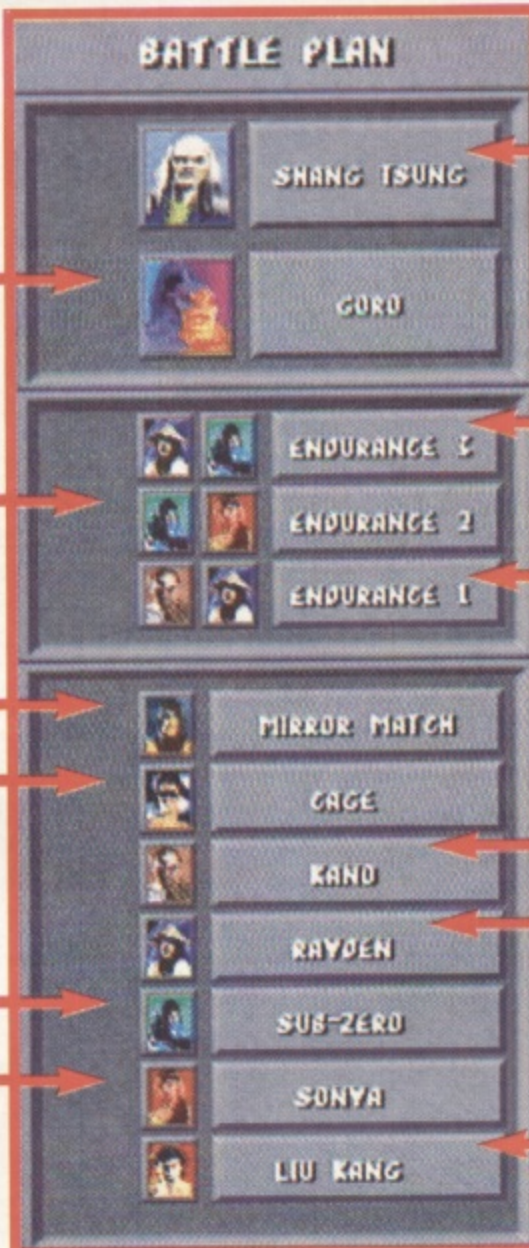 BATTLE PLAN
SHANG TSUNG
GORO
ENDURANCE 3
ENDURANCE 2
ENDURANCE 1
MIRROR MATCH
CAGE
KANO
RAYDEN
SUB-ZERO
SONYA
LIU KANG